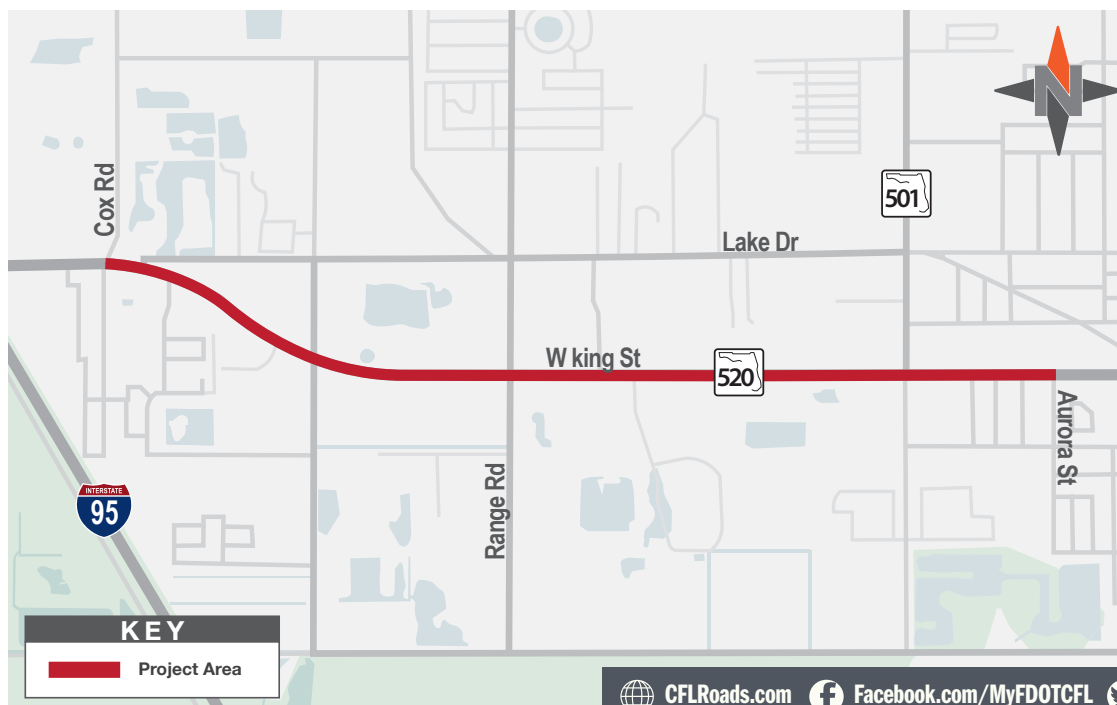 N
Cox Rd
501
Lake Dr
W king St
520
Aurora St
Range Rd
INTERSTATE
95
KEY
Project Area
CFLRoads.com
Facebook.com/MyFDOTCFL